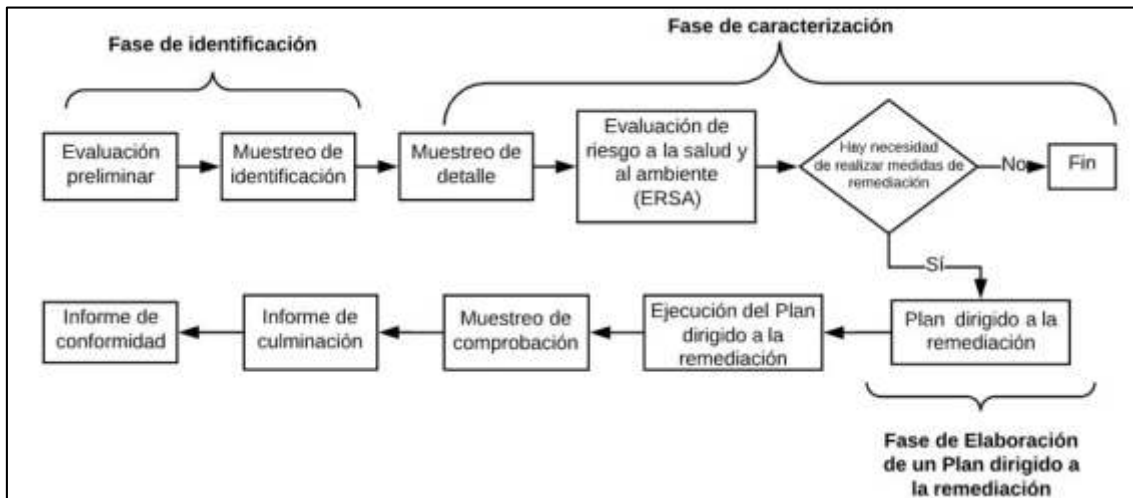 Fase de identificación
Fase de caracterización
Evaluación
preliminar
Muestreo de
identificación
Muestreo de
detalle
Evaluación de
riesgo a la salud y
al ambiente
(ERSA)
Hay necesidad
de realizar medidas de
remediación
No
Fin
Sí
Informe de
conformidad
Informe de
culminación
Muestreo de
comprobación
Ejecución del Plan
dirigido a la
remediación
Plan dirigido a la
remediación
Fase de Elaboración
de un Plan dirigido a
la remediación